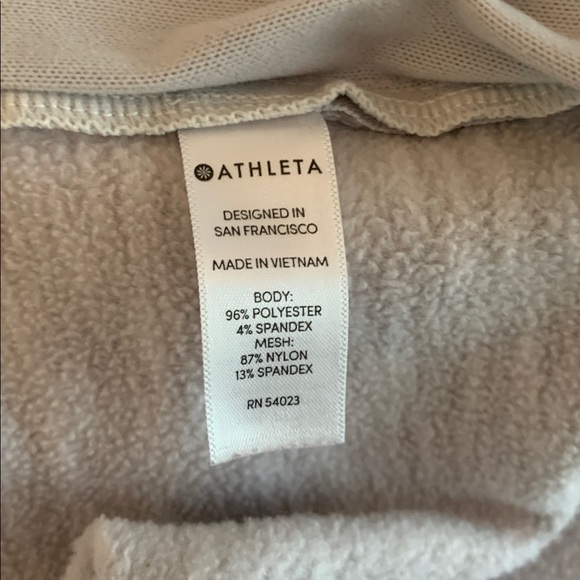 ATHLETA
DESIGNED IN
SAN FRANCISCO
MADE IN VIETNAM
BODY:
96% POLYESTER
4% SPANDEX
MESH:
87% NYLON
13% SPANDEX
RN 54023